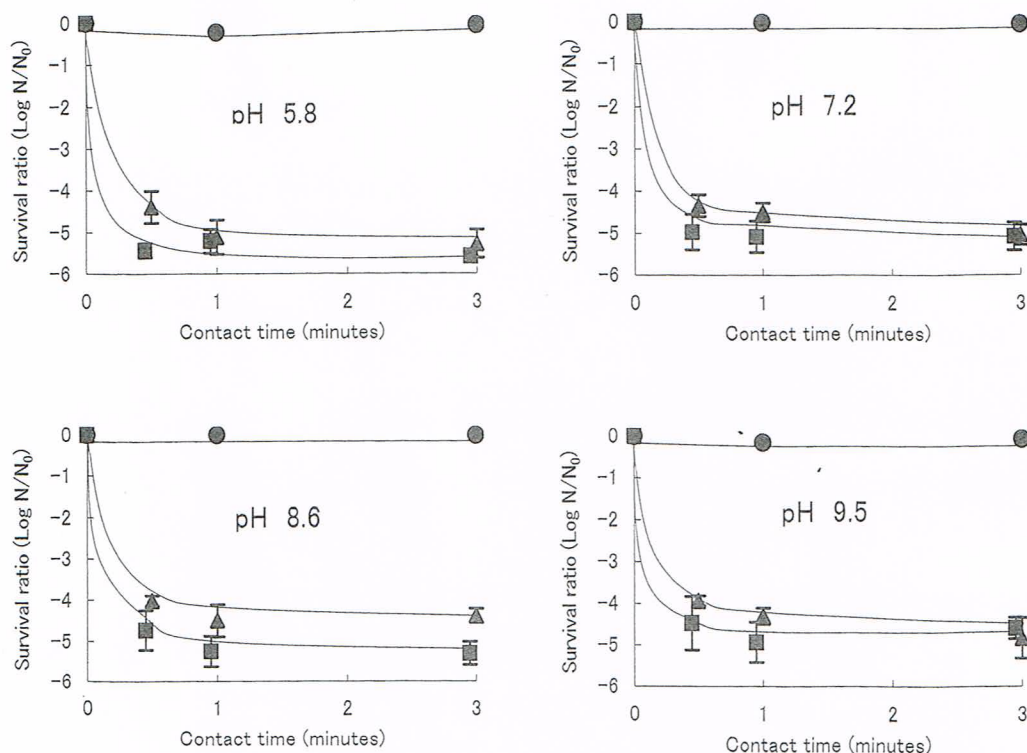 Survival ratio (Log N/N₀)
0
-1
-2
-3
-4
-5
-6
pH 5.8
0 1 2 3
Contact time (minutes)
Survival ratio (Log N/N₀)
0
-1
-2
-3
-4
-5
-6
pH 7.2
0 1 2 3
Contact time (minutes)
Survival ratio (Log N/N₀)
0
-1
-2
-3
-4
-5
-6
pH 8.6
0 1 2 3
Contact time (minutes)
Survival ratio (Log N/N₀)
0
-1
-2
-3
-4
-5
-6
pH 9.5
0 1 2 3
Contact time (minutes)